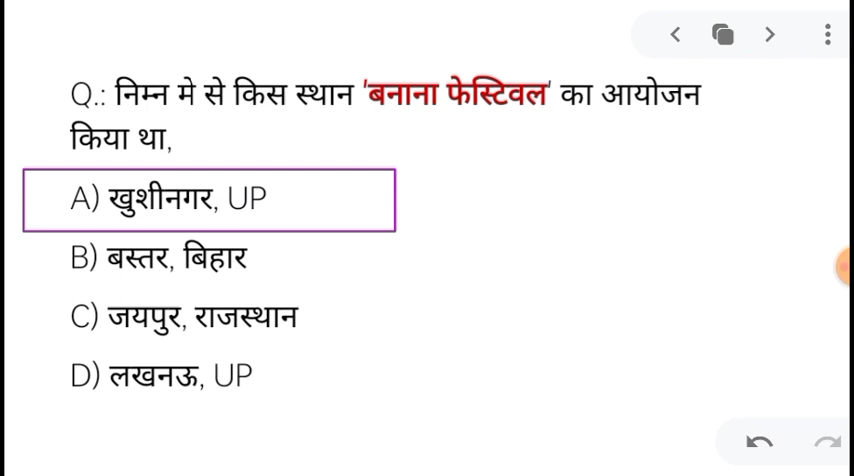 Q.: निम्न मे से किस स्थान 'बनाना फेस्टिवल' का आयोजन
किया था,
A) खुशीनगर, UP
B) बस्तर, बिहार
C) जयपुर, राजस्थान
D) लखनऊ, UP